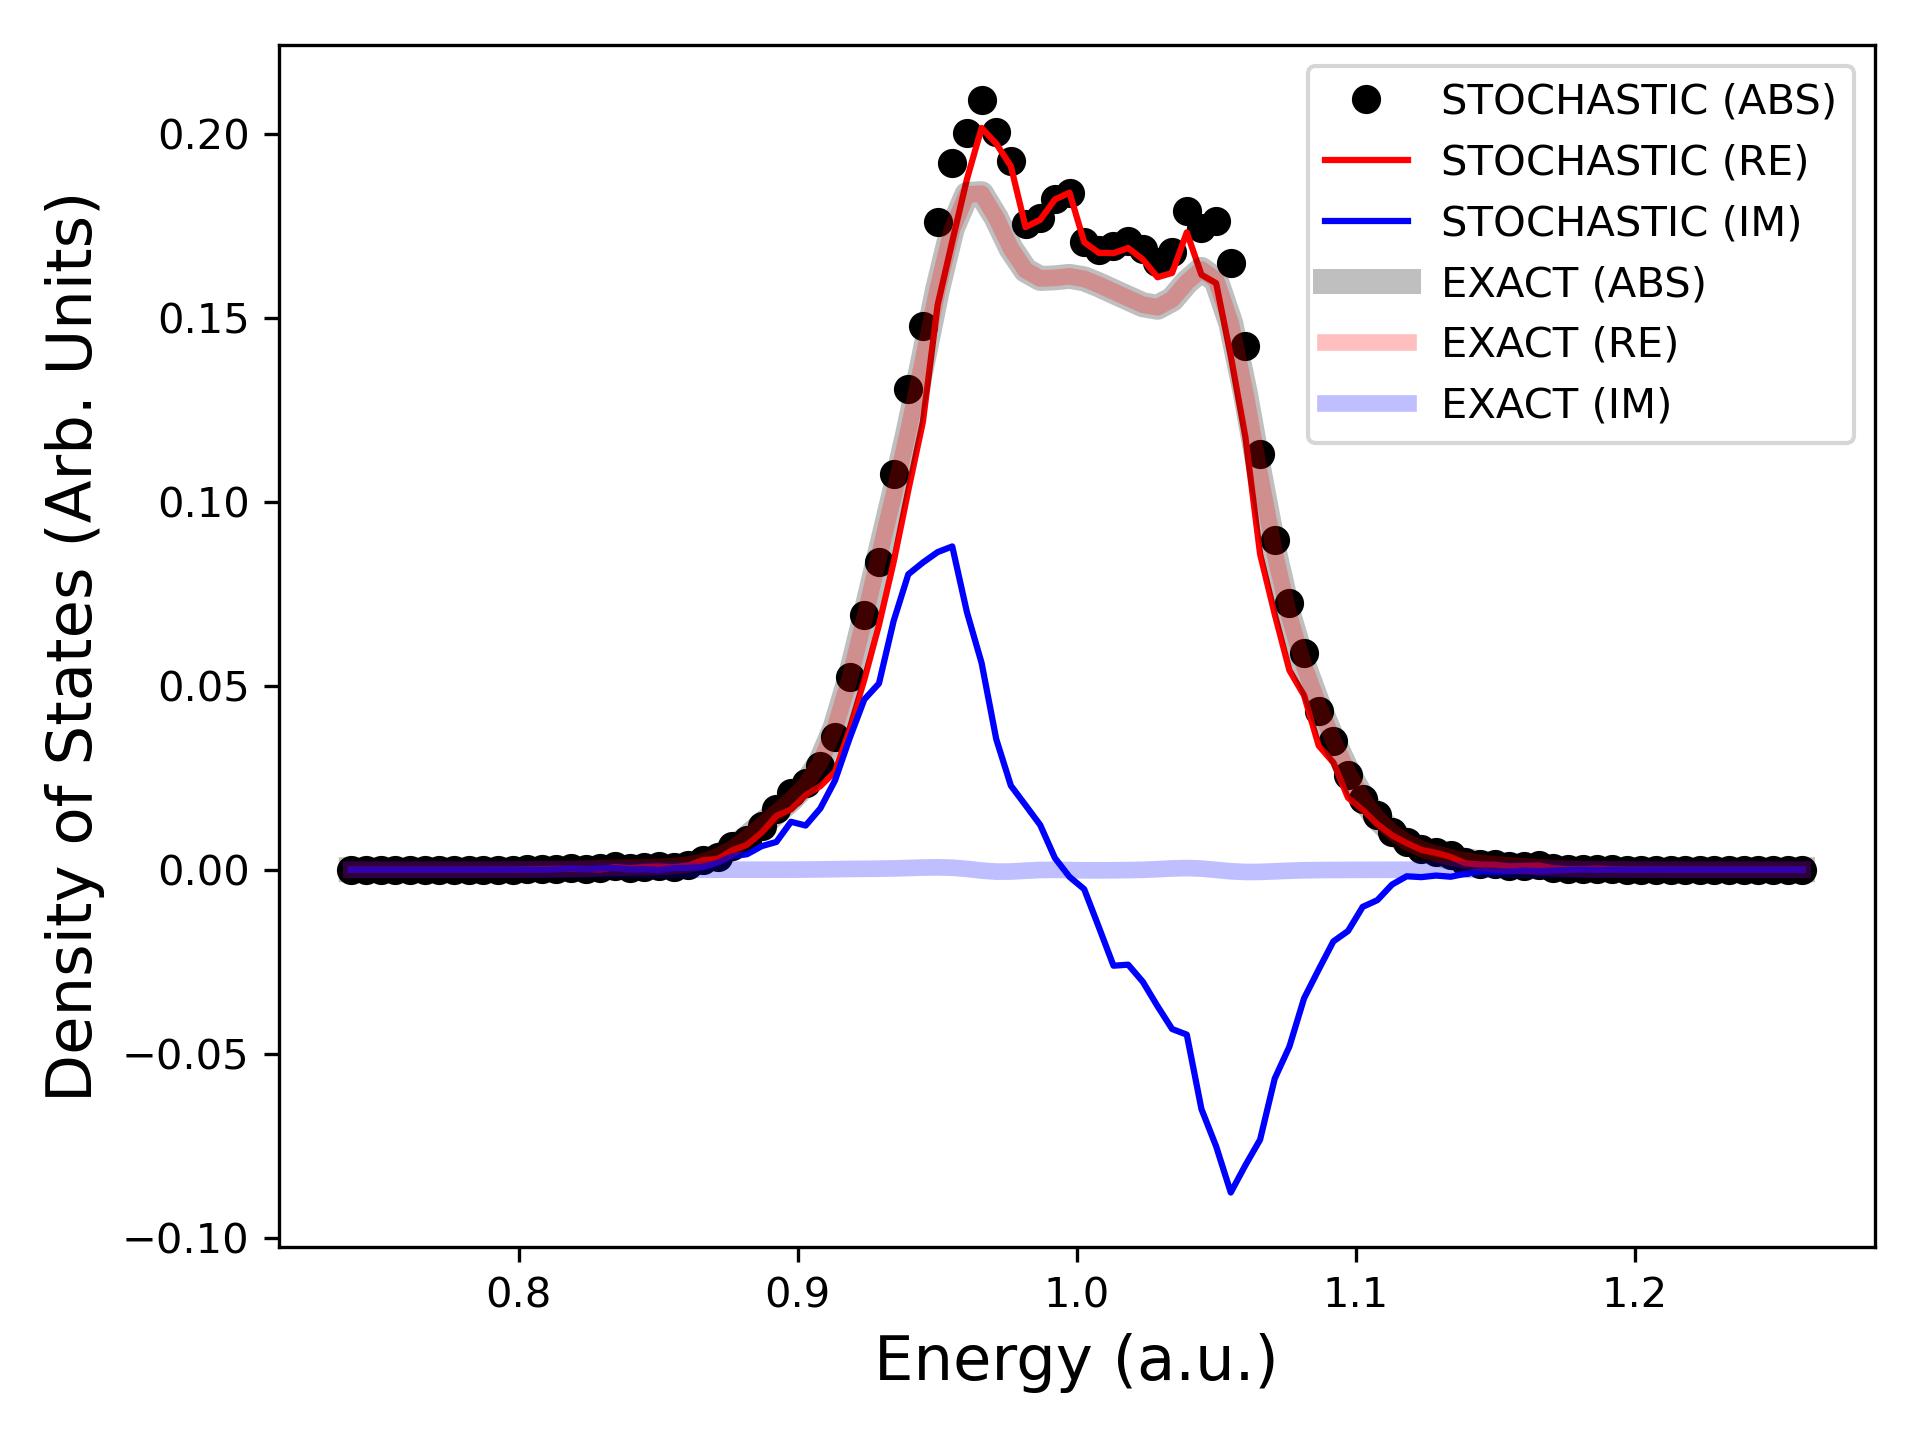 0.20
0.15
0.10
0.05
0.00
−0.05
−0.10
Density of States (Arb. Units)
STOCHASTIC (ABS)
STOCHASTIC (RE)
STOCHASTIC (IM)
EXACT (ABS)
EXACT (RE)
EXACT (IM)
0.8
0.9
1.0
1.1
1.2
Energy (a.u.)